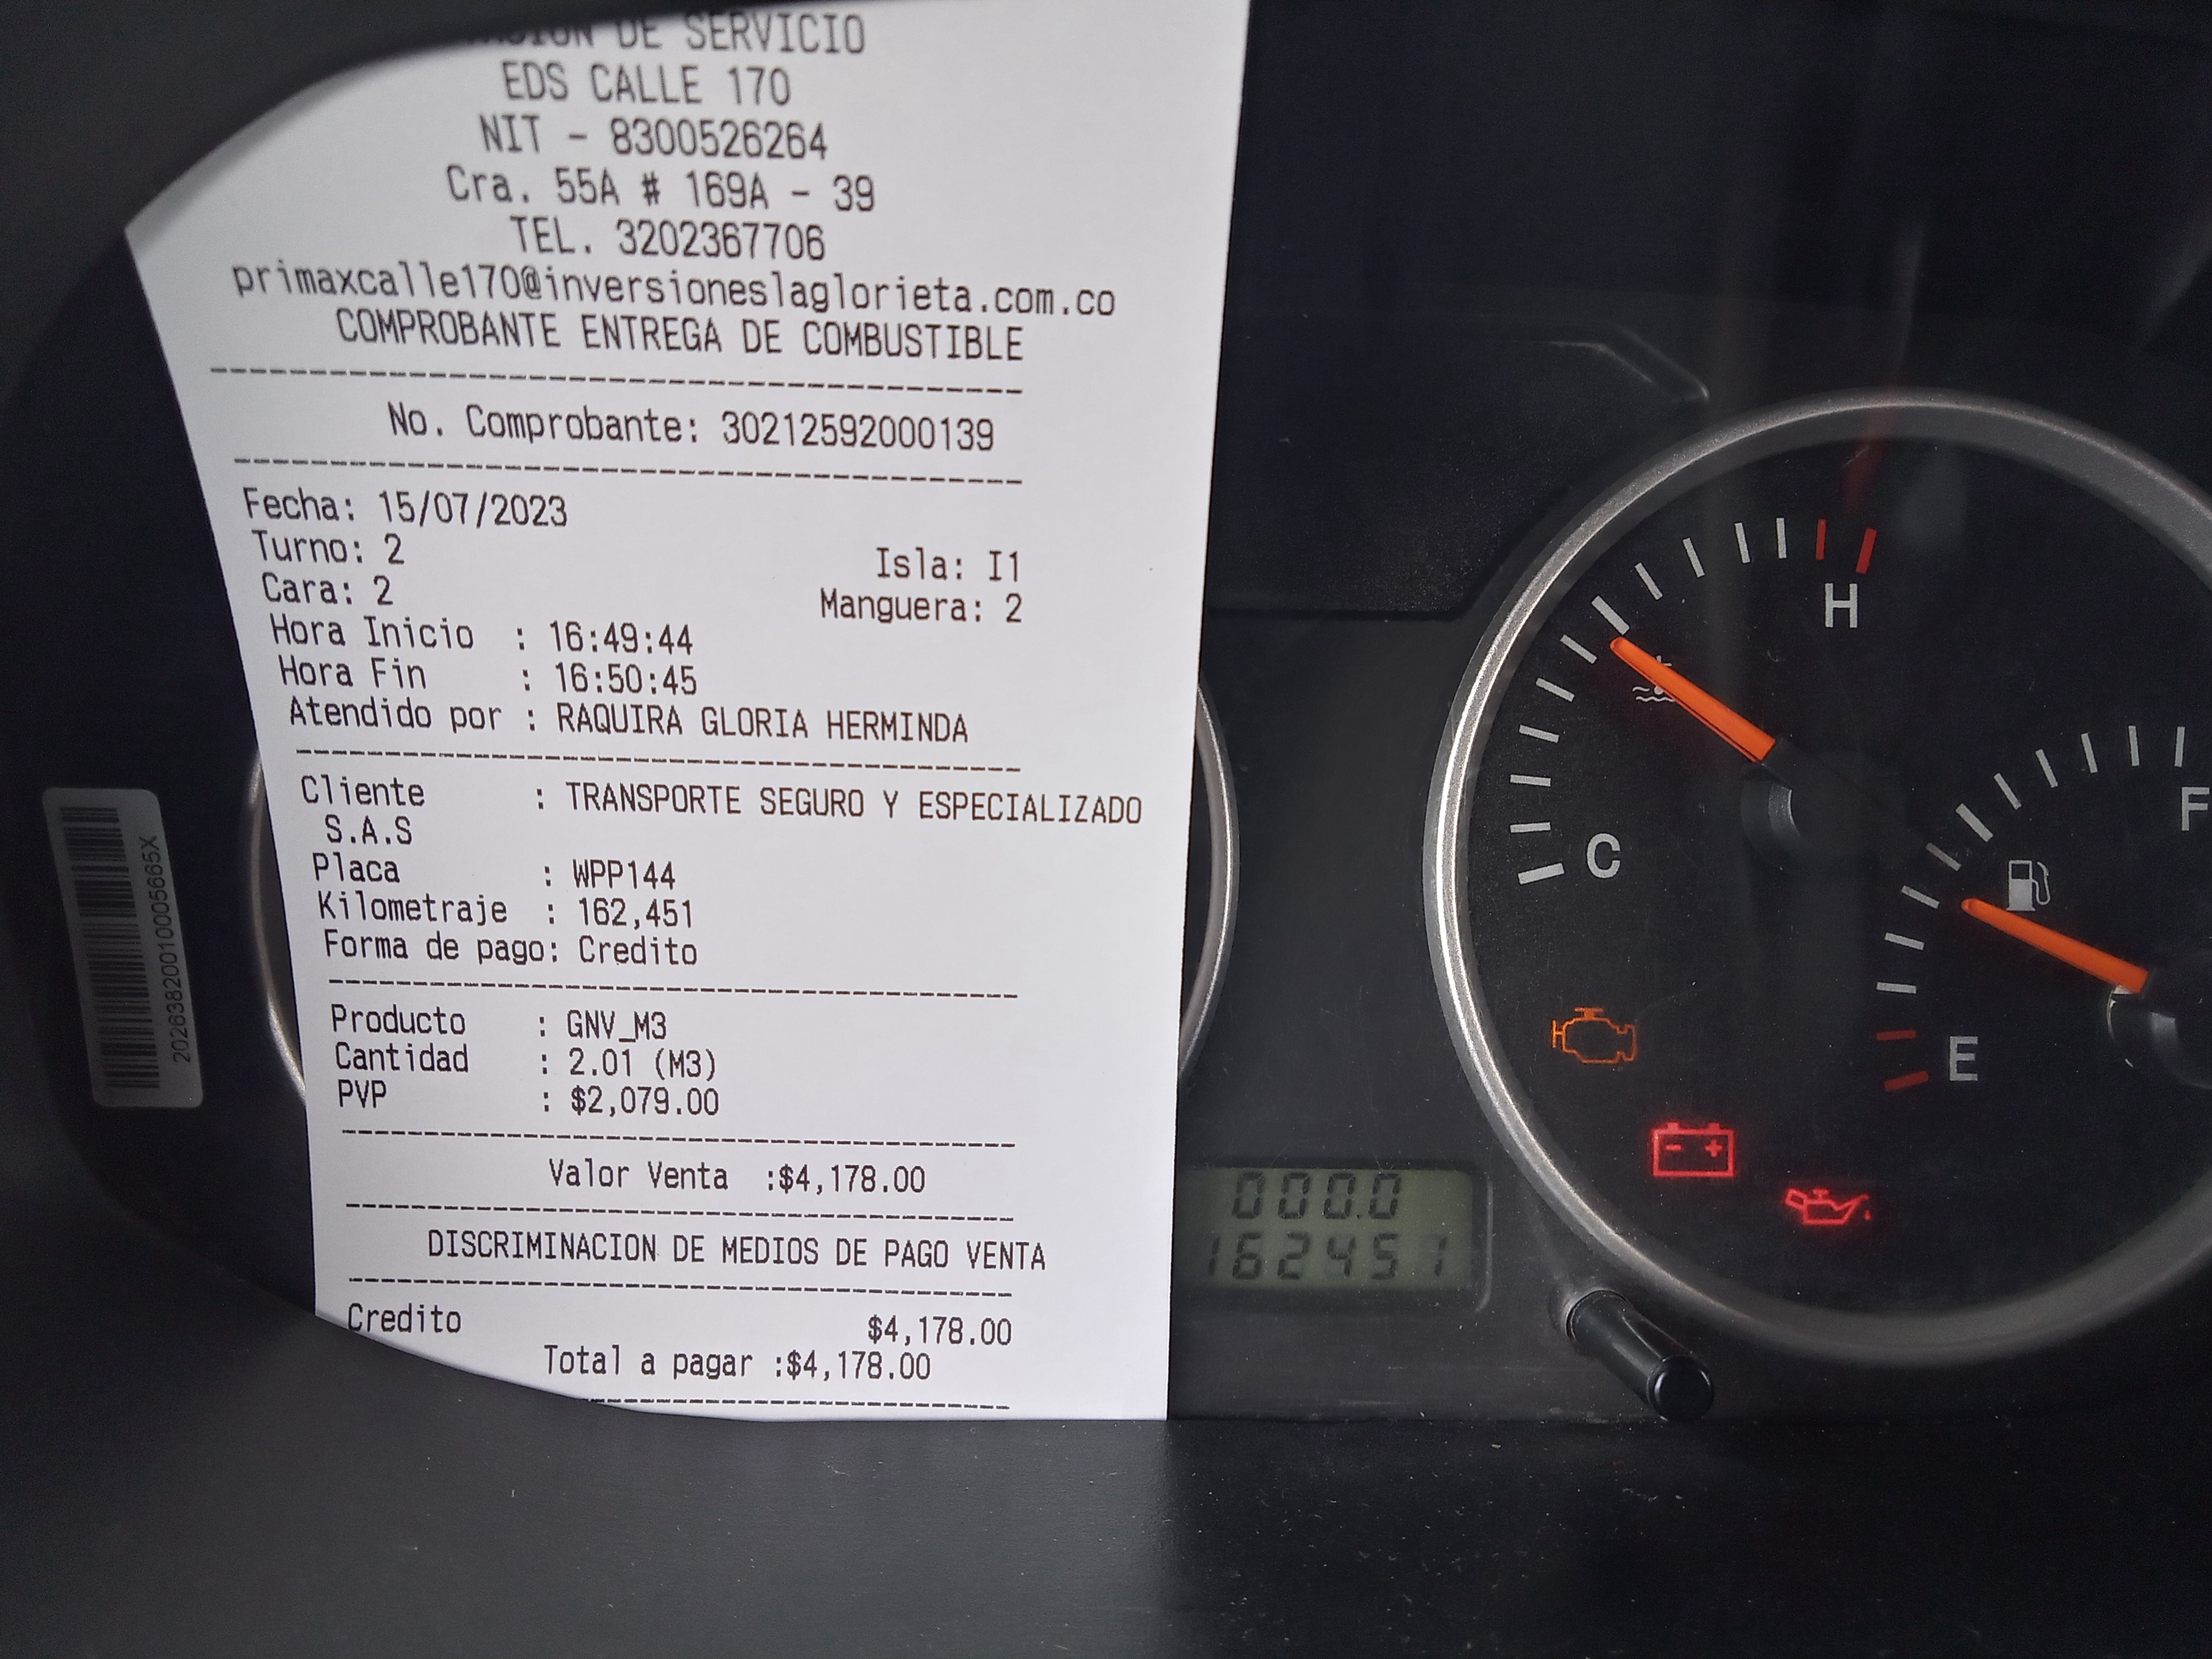 DE SERVICIO
EDS CALLE 170
NIT - 8300526264
Cra. 55A # 169A - 39
TEL. 3202367706
primaxcalle170@inversioneslaglorieta.com.co
COMPROBANTE ENTREGA DE COMBUSTIBLE
No. Comprobante: 30212592000139
Fecha: 15/07/2023
Turno: 2 Isla: I1
Cara: 2 Manguera: 2
Hora Inicio : 16:49:44
Hora Fin : 16:50:45
Atendido por : RAQUIRA GLORIA HERMINDA
Cliente : TRANSPORTE SEGURO Y ESPECIALIZADO
S.A.S
Placa : WPP144
Kilometraje : 162,451
Forma de pago: Credito
Producto : GNV_M3
Cantidad : 2.01 (M3)
PVP : $2,079.00
Valor Venta :$4,178.00
DISCRIMINACION DE MEDIOS DE PAGO VENTA
Credito $4,178.00
Total a pagar :$4,178.00
H
C
F
E
000.0
162451